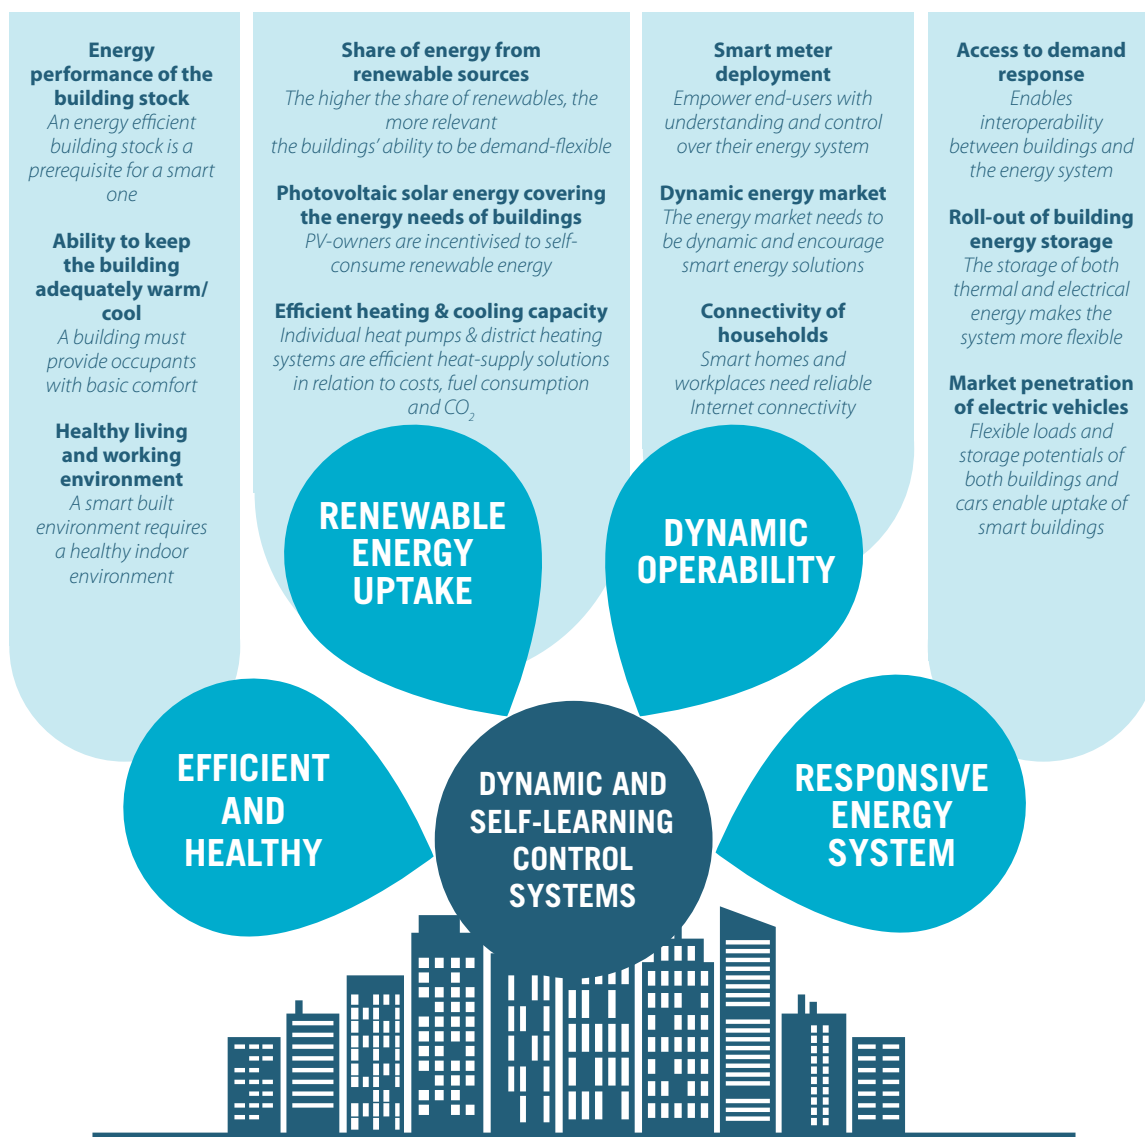 Energy
performance of the
building stock
An energy efficient
building stock is a
prerequisite for a smart
one
Ability to keep
the building
adequately warm/
cool
A building must
provide occupants
with basic comfort
Healthy living
and working
environment
A smart built
environment requires
a healthy indoor
environment
Share of energy from
renewable sources
The higher the share of renewables, the
more relevant
the buildings’ ability to be demand-flexible
Photovoltaic solar energy covering
the energy needs of buildings
PV-owners are incentivised to self-
consume renewable energy
Efficient heating & cooling capacity
Individual heat pumps & district heating
systems are efficient heat-supply solutions
in relation to costs, fuel consumption
and CO₂
Smart meter
deployment
Empower end-users with
understanding and control
over their energy system
Dynamic energy market
The energy market needs to
be dynamic and encourage
smart energy solutions
Connectivity of
households
Smart homes and
workplaces need reliable
Internet connectivity
Access to demand
response
Enables
interoperability
between buildings and
the energy system
Roll-out of building
energy storage
The storage of both
thermal and electrical
energy makes the
system more flexible
Market penetration
of electric vehicles
Flexible loads and
storage potentials of
both buildings and
cars enable uptake of
smart buildings
EFFICIENT
AND
HEALTHY
RENEWABLE
ENERGY
UPTAKE
DYNAMIC
OPERABILITY
RESPONSIVE
ENERGY
SYSTEM
DYNAMIC AND
SELF-LEARNING
CONTROL
SYSTEMS